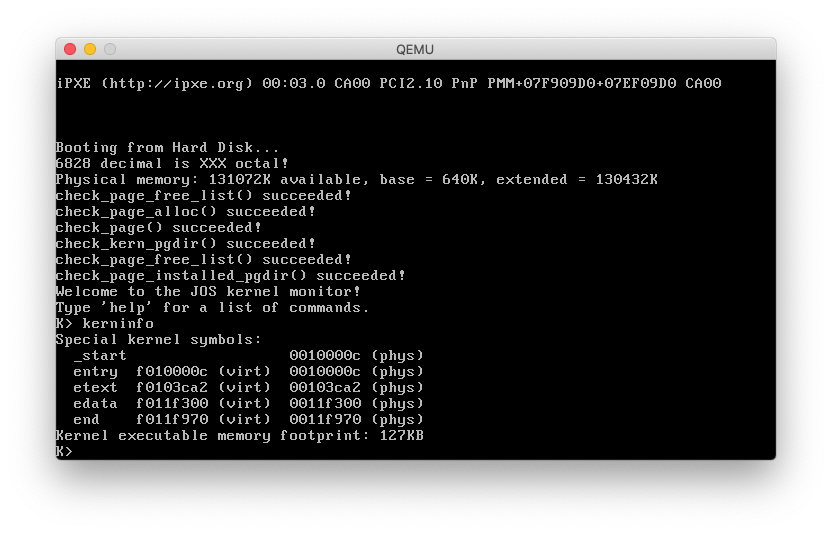 QEMU
iPXE (http://ipxe.org) 00:03.0 CA00 PCI2.10 PnP PMM+07F909D0+07EF09D0 CA00
Booting from Hard Disk...
6828 decimal is XXX octal!
Physical memory: 131072K available, base = 640K, extended = 130432K
check_page_free_list() succeeded!
check_page_alloc() succeeded!
check_page() succeeded!
check_kern_pgdir() succeeded!
check_page_free_list() succeeded!
check_page_installed_pgdir() succeeded!
Welcome to the JOS kernel monitor!
Type 'help' for a list of commands.
K> kerninfo
Special kernel symbols:
  _start                  0010000c (phys)
  entry  f010000c (virt)  0010000c (phys)
  etext  f0103ca2 (virt)  00103ca2 (phys)
  edata  f011f300 (virt)  0011f300 (phys)
  end    f011f970 (virt)  0011f970 (phys)
Kernel executable memory footprint: 127KB
K>